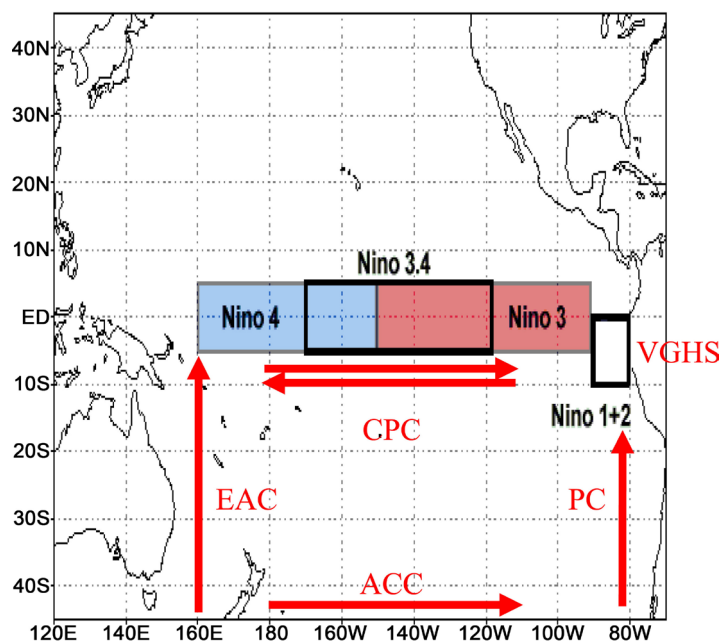 40N
30N
20N
10N
Nino 3.4
ED
Nino 4
Nino 3
VGHS
10S
CPC
Nino 1+2
20S
EAC
PC
30S
40S
ACC
120E 140E 160E 180 160W 140W 120W 100W 80W